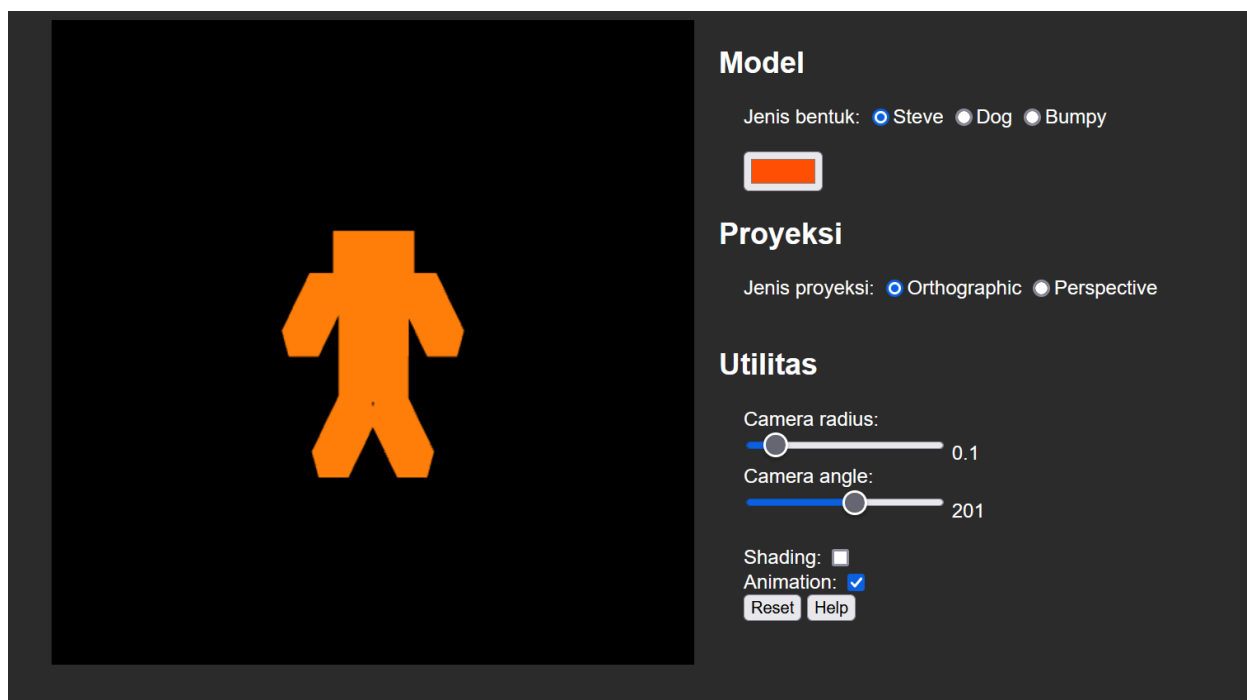 Model
Jenis bentuk: Steve Dog Bumpy
Proyeksi
Jenis proyeksi: Orthographic Perspective
Utilitas
Camera radius:
0.1
Camera angle:
201
Shading:
Animation:
Reset Help